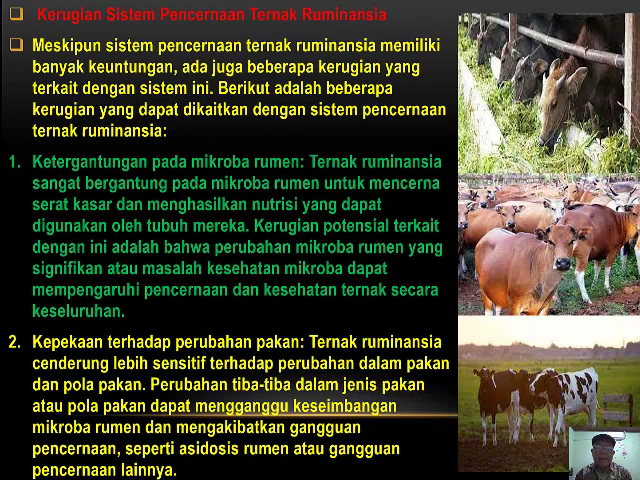 Kerugian Sistem Pencernaan Ternak Ruminansia
Meskipun sistem pencernaan ternak ruminansia memiliki
banyak keuntungan, ada juga beberapa kerugian yang
terkait dengan sistem ini. Berikut adalah beberapa
kerugian yang dapat dikaitkan dengan sistem pencernaan
ternak ruminansia:
1. Ketergantungan pada mikroba rumen: Ternak ruminansia
sangat bergantung pada mikroba rumen untuk mencerna
serat kasar dan menghasilkan nutrisi yang dapat
digunakan oleh tubuh mereka. Kerugian potensial terkait
dengan ini adalah bahwa perubahan mikroba rumen yang
signifikan atau masalah kesehatan mikroba dapat
mempengaruhi pencernaan dan kesehatan ternak secara
keseluruhan.
2. Kepekaan terhadap perubahan pakan: Ternak ruminansia
cenderung lebih sensitif terhadap perubahan dalam pakan
dan pola pakan. Perubahan tiba-tiba dalam jenis pakan
atau pola pakan dapat mengganggu keseimbangan
mikroba rumen dan mengakibatkan gangguan
pencernaan, seperti asidosis rumen atau gangguan
pencernaan lainnya.